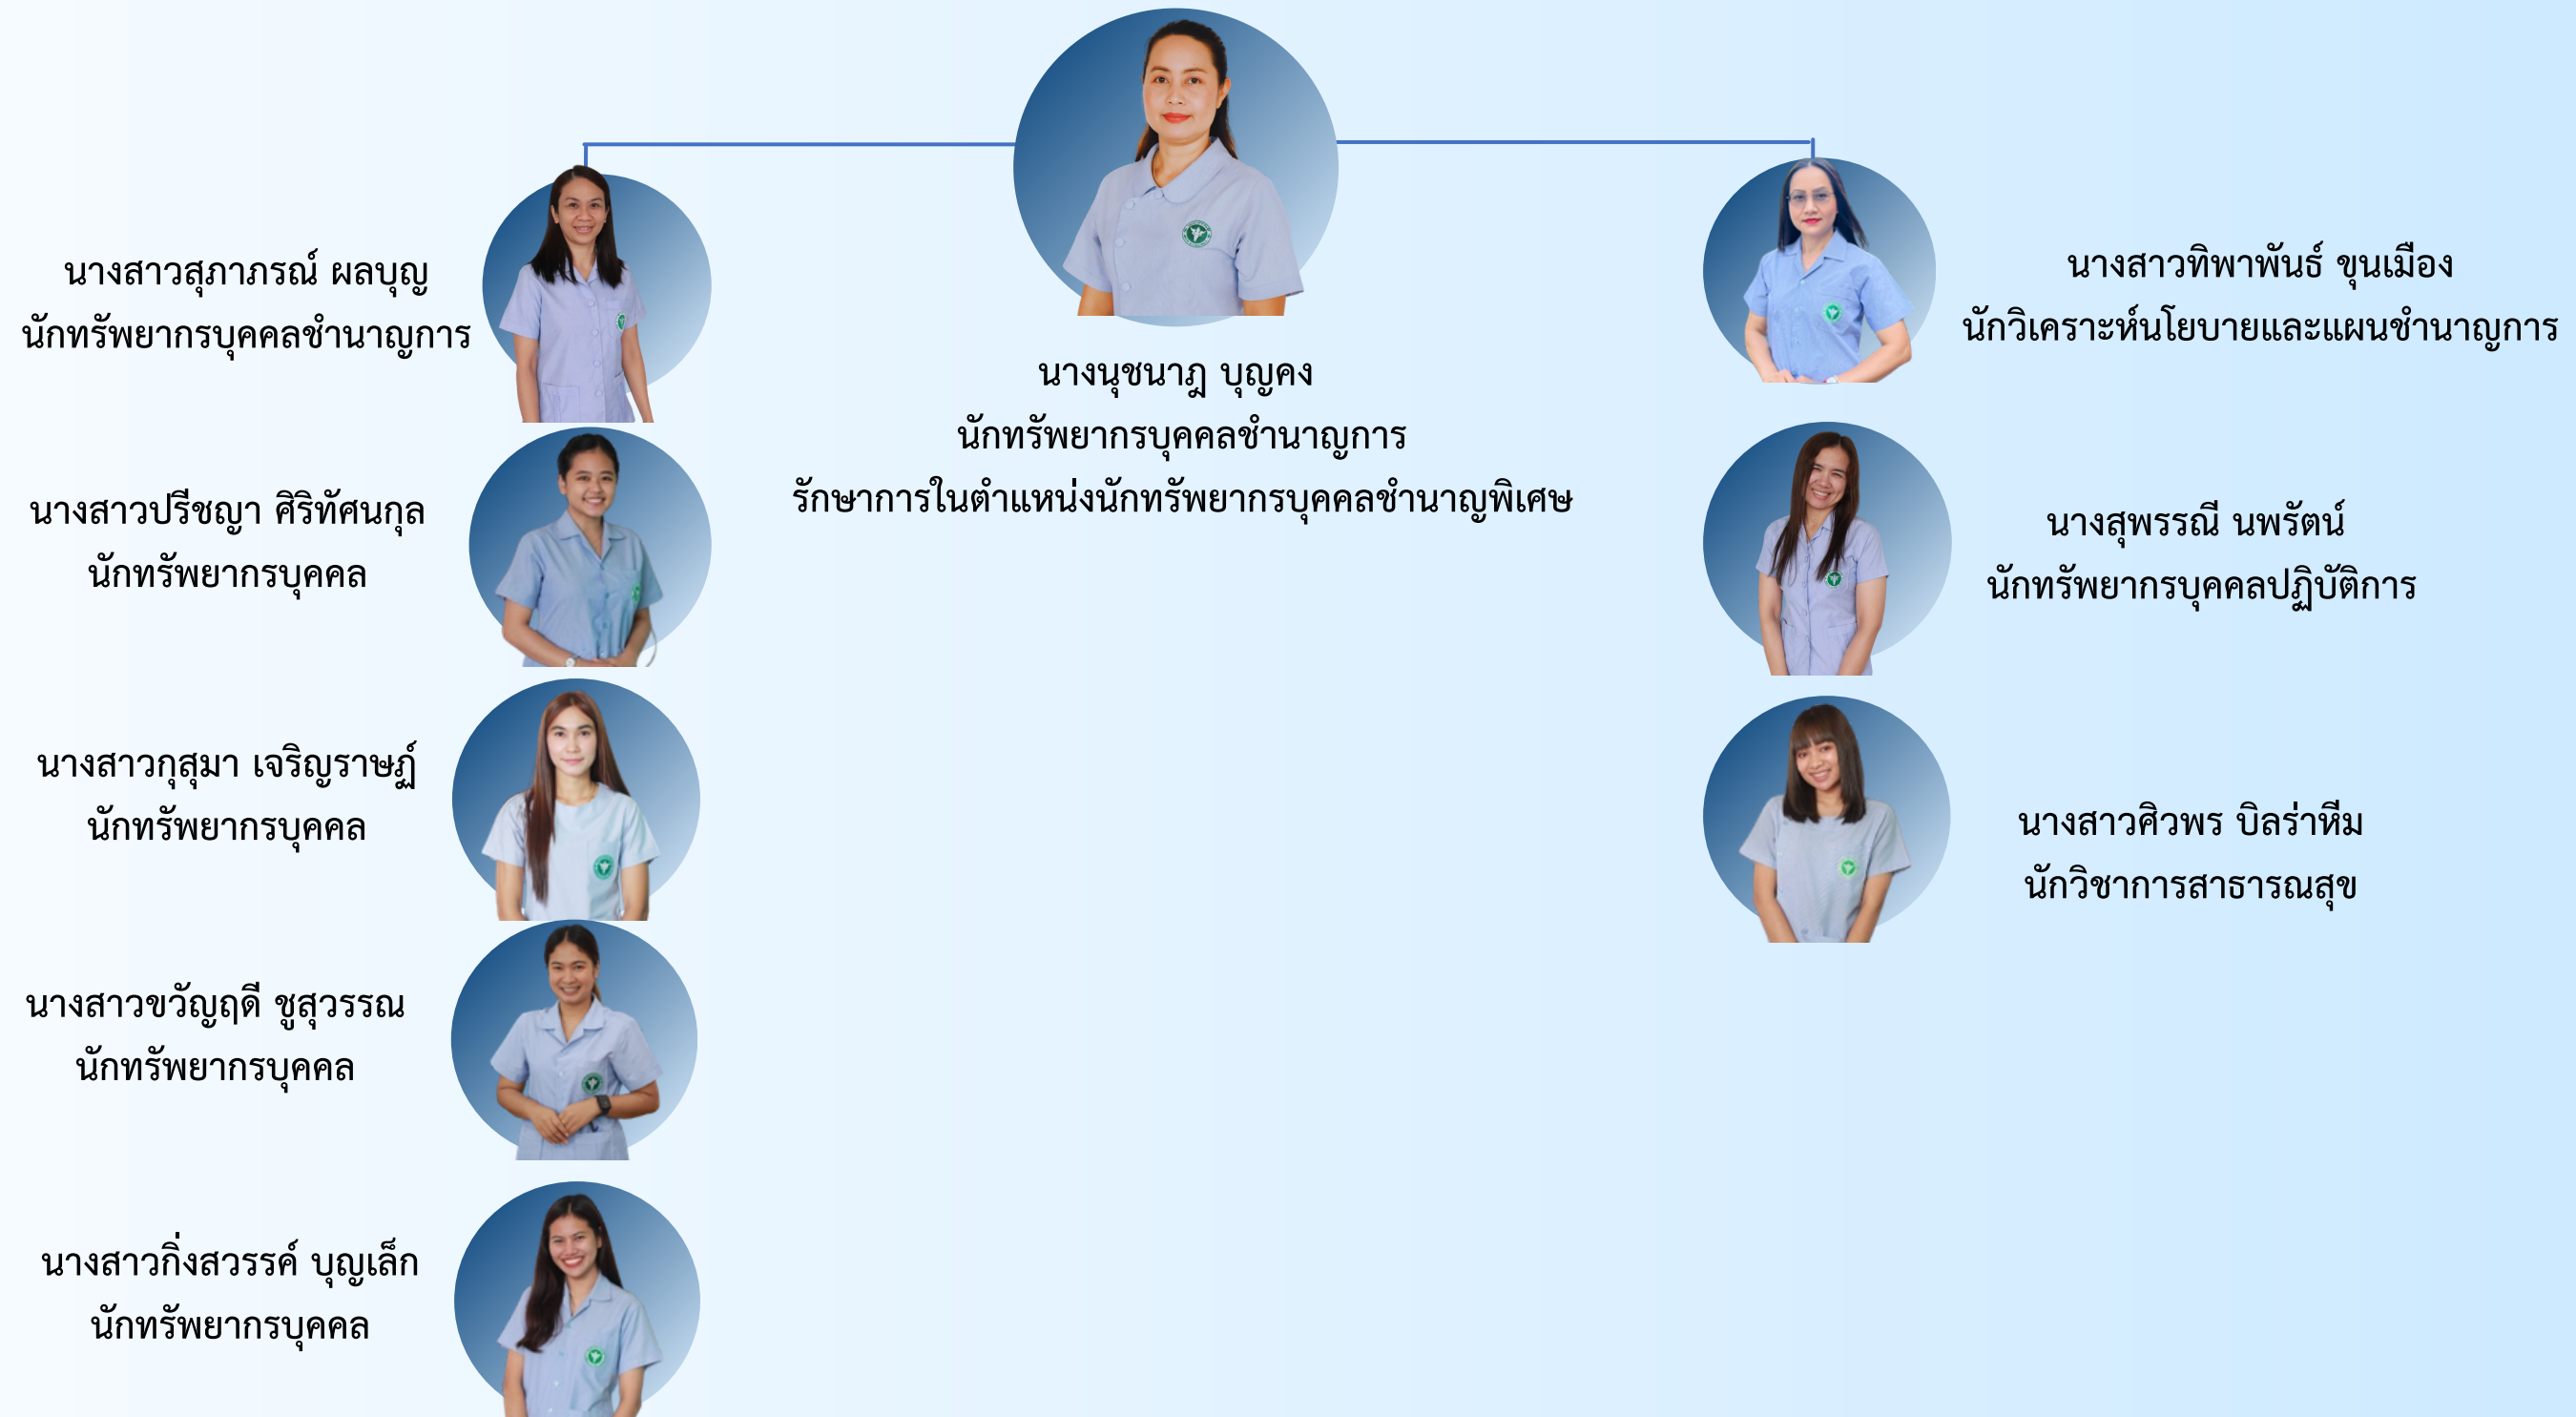 นางนุชนาฎ บุญคง
นักทรัพยากรบุคคลชำนาญการ
รักษาการในตำแหน่งนักทรัพยากรบุคคลชำนาญพิเศษ
นางสาวสุภาภรณ์ ผลบุญ
นักทรัพยากรบุคคลชำนาญการ
นางสาวปรีชญา ศิริทัศนกุล
นักทรัพยากรบุคคล
นางสาวกุสุมา เจริญราษฏ์
นักทรัพยากรบุคคล
นางสาวขวัญฤดี ชูสุวรรณ
นักทรัพยากรบุคคล
นางสาวกิ่งสวรรค์ บุญเล็ก
นักทรัพยากรบุคคล
นางสาวทิพาพันธ์ ขุนเมือง
นักวิเคราะห์นโยบายและแผนชำนาญการ
นางสุพรรณี นพรัตน์
นักทรัพยากรบุคคลปฏิบัติการ
นางสาวศิวพร บิลร่าหีม
นักวิชาการสาธารณสุข